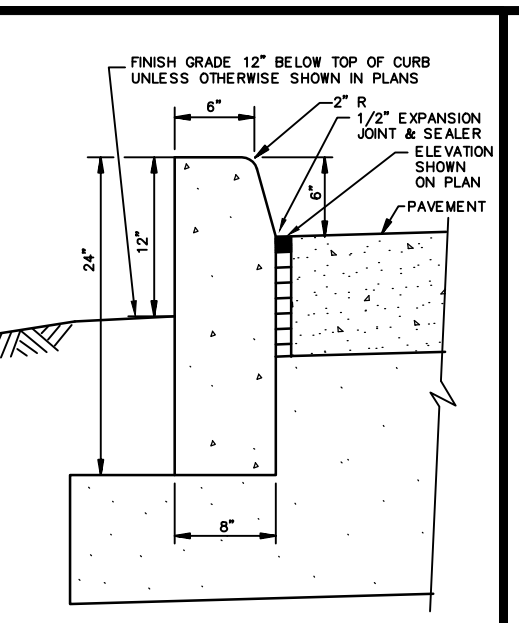 FINISH GRADE 12" BELOW TOP OF CURB
UNLESS OTHERWISE SHOWN IN PLANS
6"
2" R
1/2" EXPANSION
JOINT & SEALER
ELEVATION
SHOWN
ON PLAN
PAVEMENT
6"
12"
24"
8"